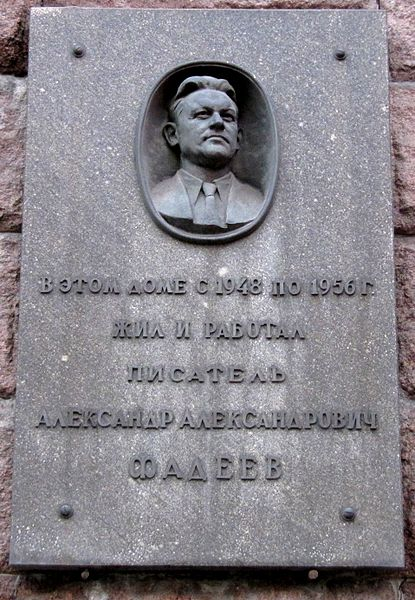 В ЭТОМ ДОМЕ С 1948 ПО 1956 Г.
ЖИЛ И РАБОТАЛ
ПИСАТЕЛЬ
АЛЕКСАНДР АЛЕКСАНДРОВИЧ
ФАДЕЕВ